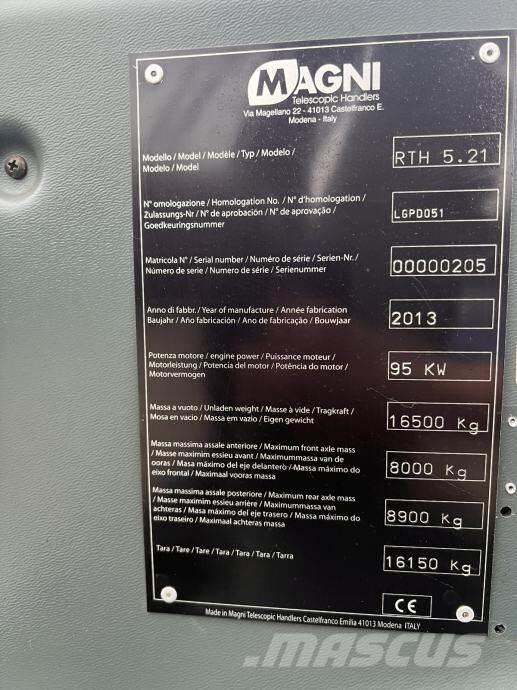 MAGNI
Telescopic Handlers
Via Magellano 22 - 41013 Castelfranco E.
Modena - Italy
Modello / Model / Modèle / Typ / Modelo /
Modelo / Model
RTH 5.21
N° omologazione / Homologation No. / N° d'homologation /
Zulassungs-Nr / N° de aprobación / N° de aprovação /
Goedkeuringsnummer
LGPD051
Matricola N° / Serial number / Numéro de série / Serien-Nr. /
Número de serie / Numero de série / Serienummer
00000205
Anno di fabbr. / Year of manufacture / Année fabrication
Baujahr / Año fabricación / Ano de fabricação / Bouwjaar
2013
Potenza motore / engine power / Puissance moteur /
Motorleistung / Potencia del motor / Potência do motor /
Motorvermogen
95 KW
Massa a vuoto / Unladen weight / Masse à vide / Tragkraft /
Mosa en vacio / Massa em vazio / Eigen gewicht
16500 Kg
Massa massima assale anteriore / Maximum front axle mass
/ Masse maximim essieu avant / Maximummassa van de
ooras / Masa máximo del eje delantero / Massa máximo do
eixo frontal / Maximaal vooras massa
8000 Kg
Massa massima assale posteriore / Maximum rear axle mass
/ Masse maximim essieu arrière / Maximummassa van
achteras / Masa máximo del eje trasero / Massa máximo do
eixo traseiro / Maximaal achteras massa
8900 Kg
Tara / Tare / Tare / Tara / Tara / Tara / Tarra
16150 Kg
CE
Made in Magni Telescopic Handlers Castelfranco Emilia 41013 Modena ITALY
MASCUS